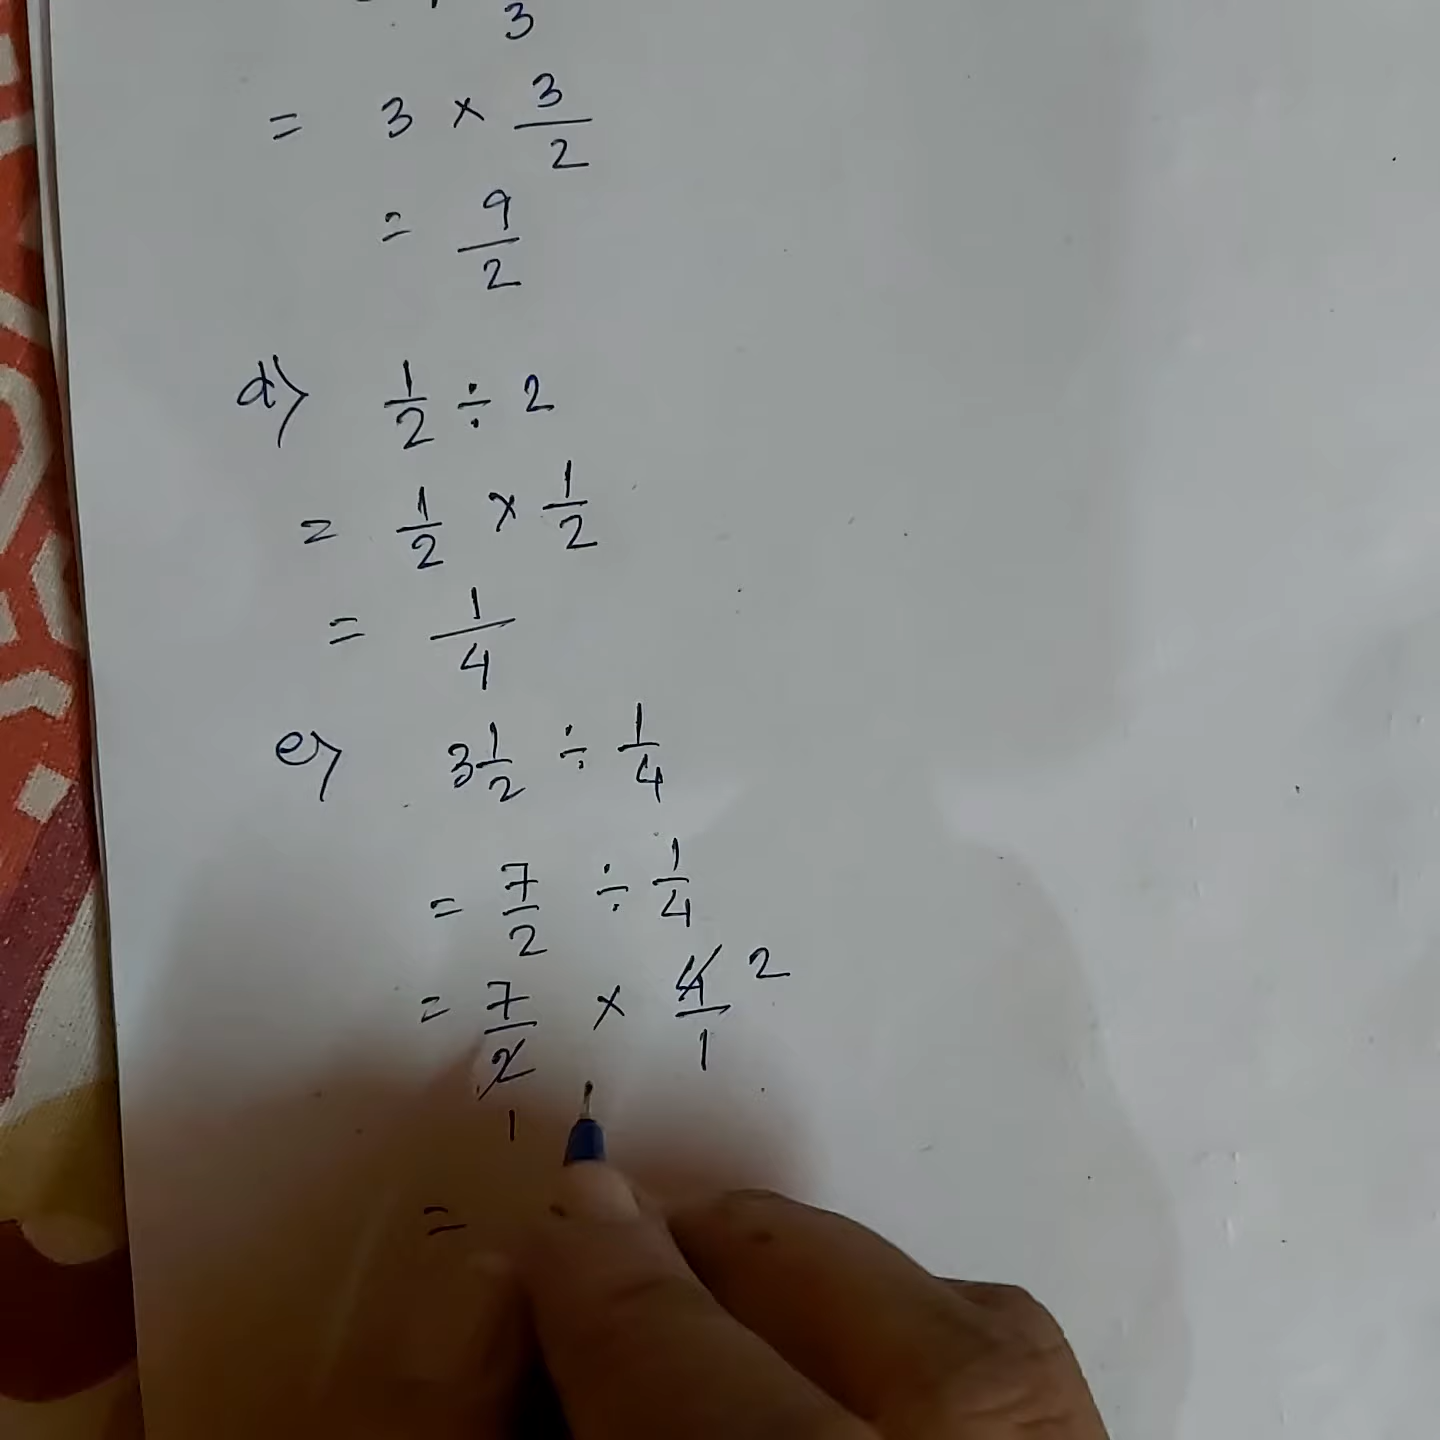 3
= 3 × 3/2
= 9/2
d) 1/2 ÷ 2
= 1/2 × 1/2
= 1/4
e) 3 1/2 ÷ 1/4
= 7/2 ÷ 1/4
= 7/2 × 4/1 2
1
=